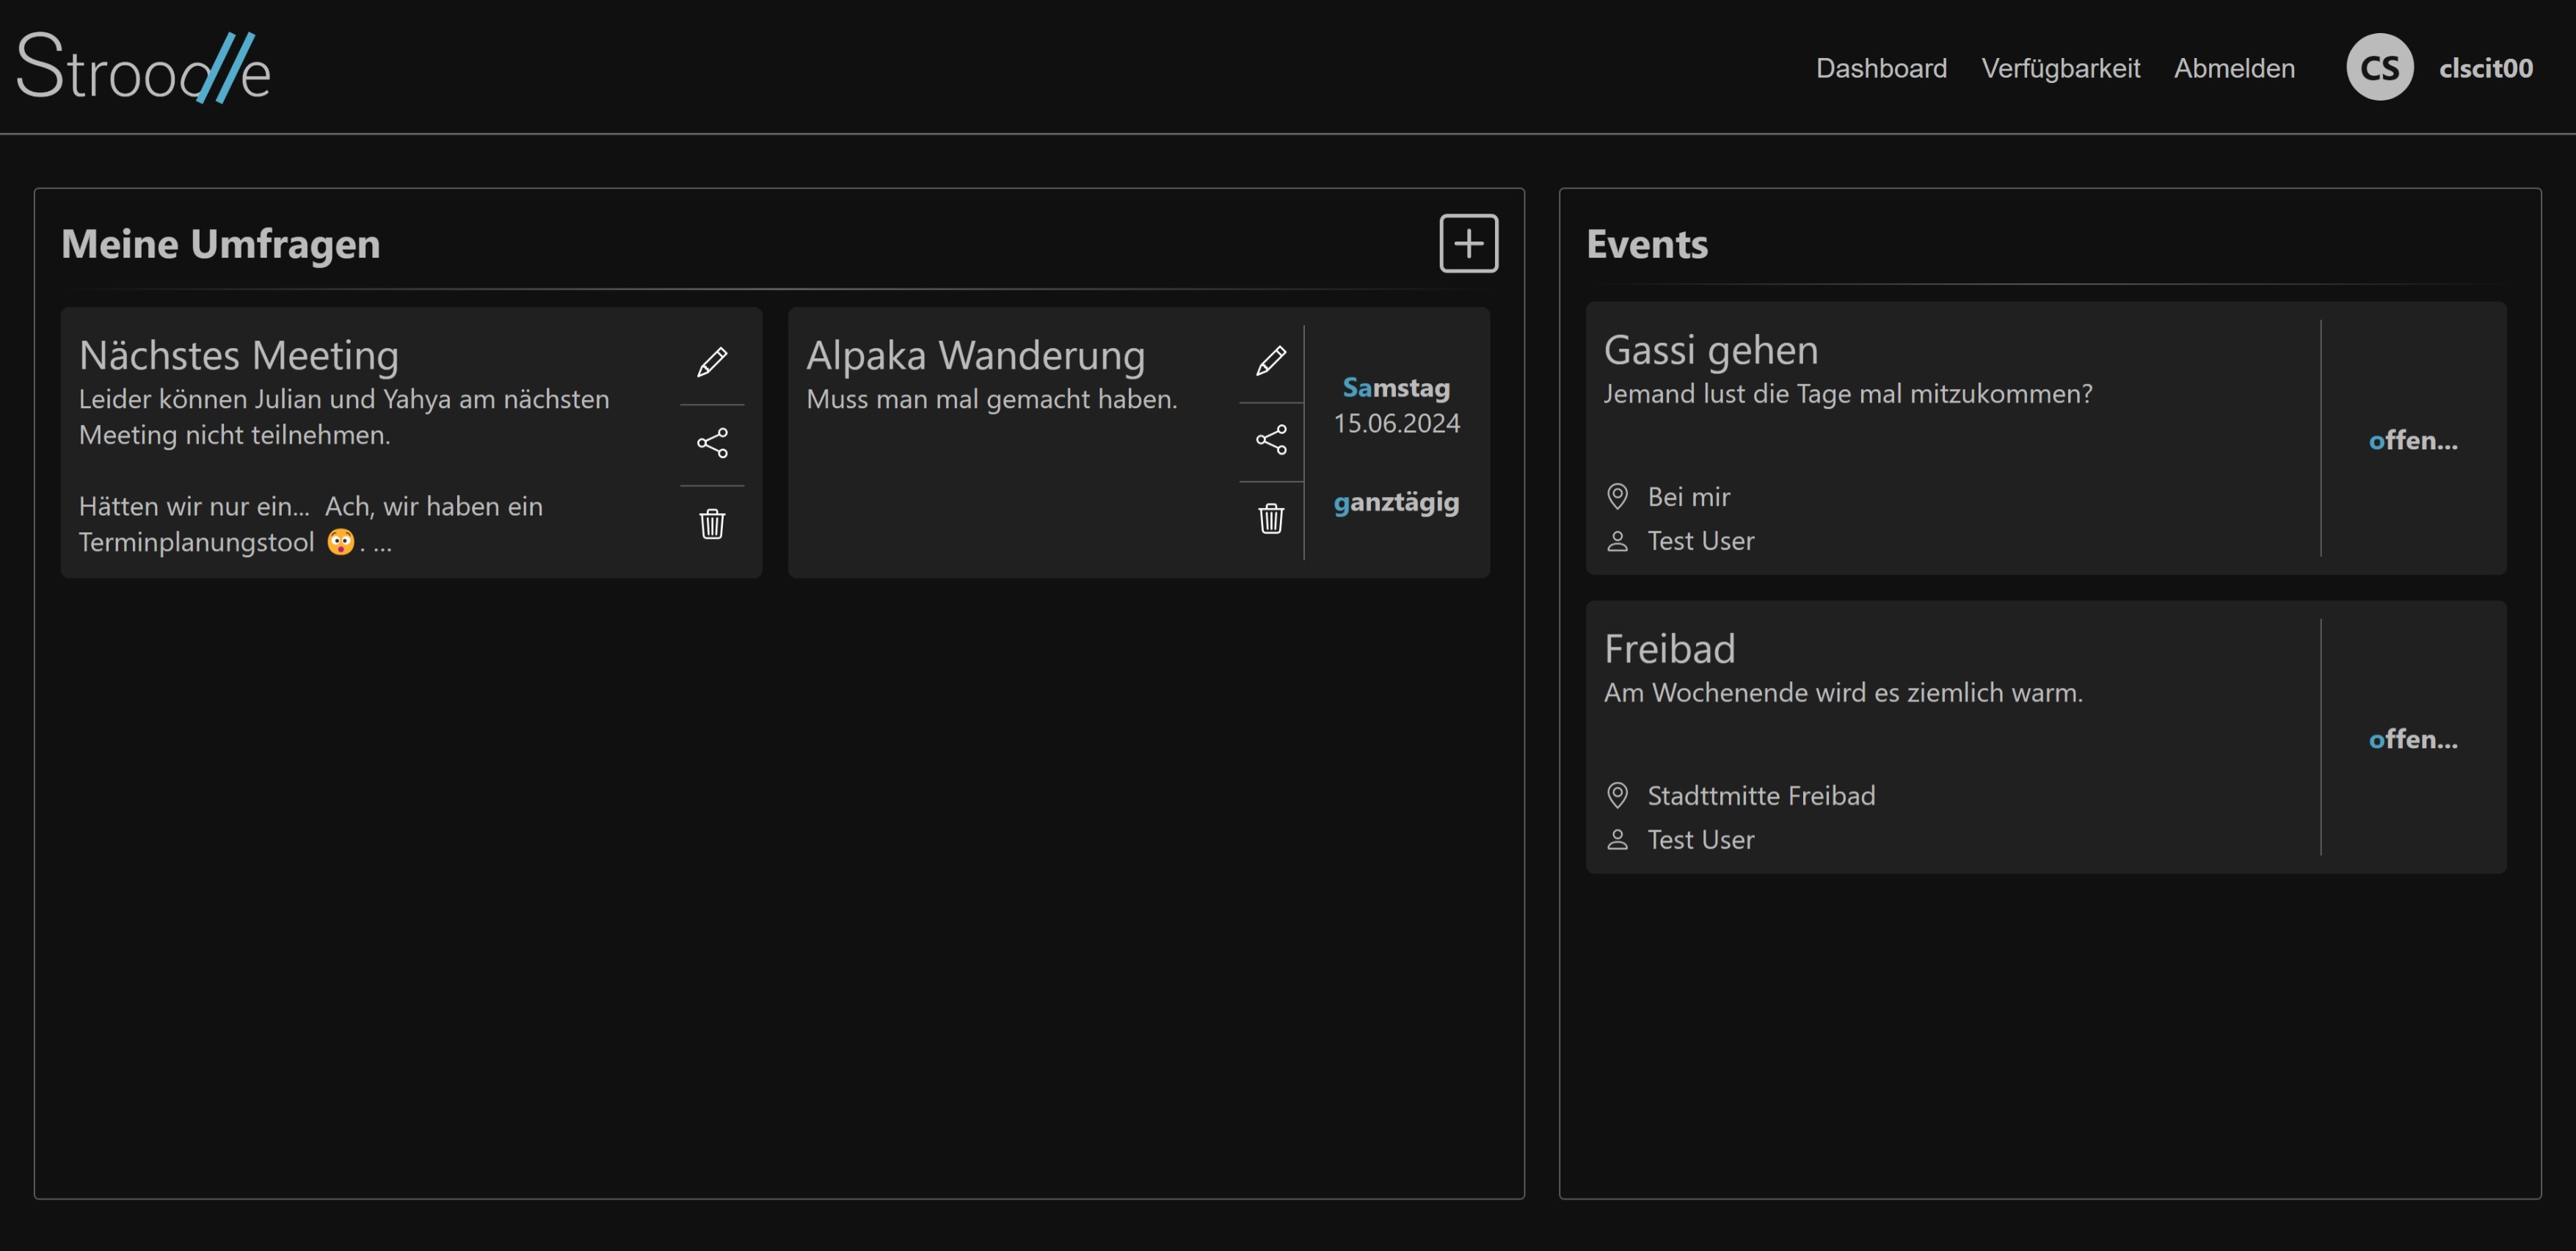 Stroodle
Dashboard Verfügbarkeit Abmelden CS clscit00
Meine Umfragen
Nächstes Meeting
Leider können Julian und Yahya am nächsten
Meeting nicht teilnehmen.
Hätten wir nur ein... Ach, wir haben ein
Terminplanungstool 😲. ...
Alpaka Wanderung
Muss man mal gemacht haben.
Samstag
15.06.2024
ganztägig
Events
Gassi gehen
Jemand lust die Tage mal mitzukommen?
Bei mir
Test User
offen...
Freibad
Am Wochenende wird es ziemlich warm.
Stadttmitte Freibad
Test User
offen...